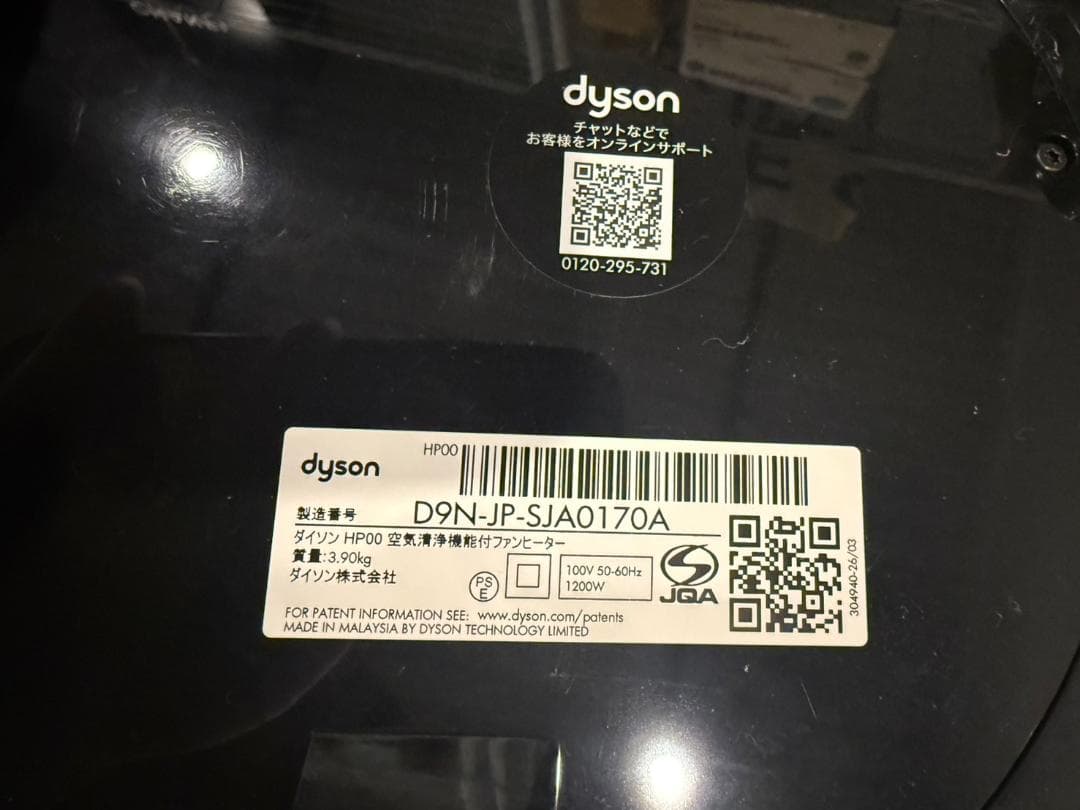 dyson
チャットなどで
お客様をオンラインサポート
0120-295-731
dyson
HP00
製造番号 D9N-JP-SJA0170A
ダイソン HP00 空気清浄機能付ファンヒーター
質量:3.90kg
ダイソン株式会社
PS
E
100V 50-60Hz
1200W
JQA
304940-26/03
FOR PATENT INFORMATION SEE: www.dyson.com/patents
MADE IN MALAYSIA BY DYSON TECHNOLOGY LIMITED